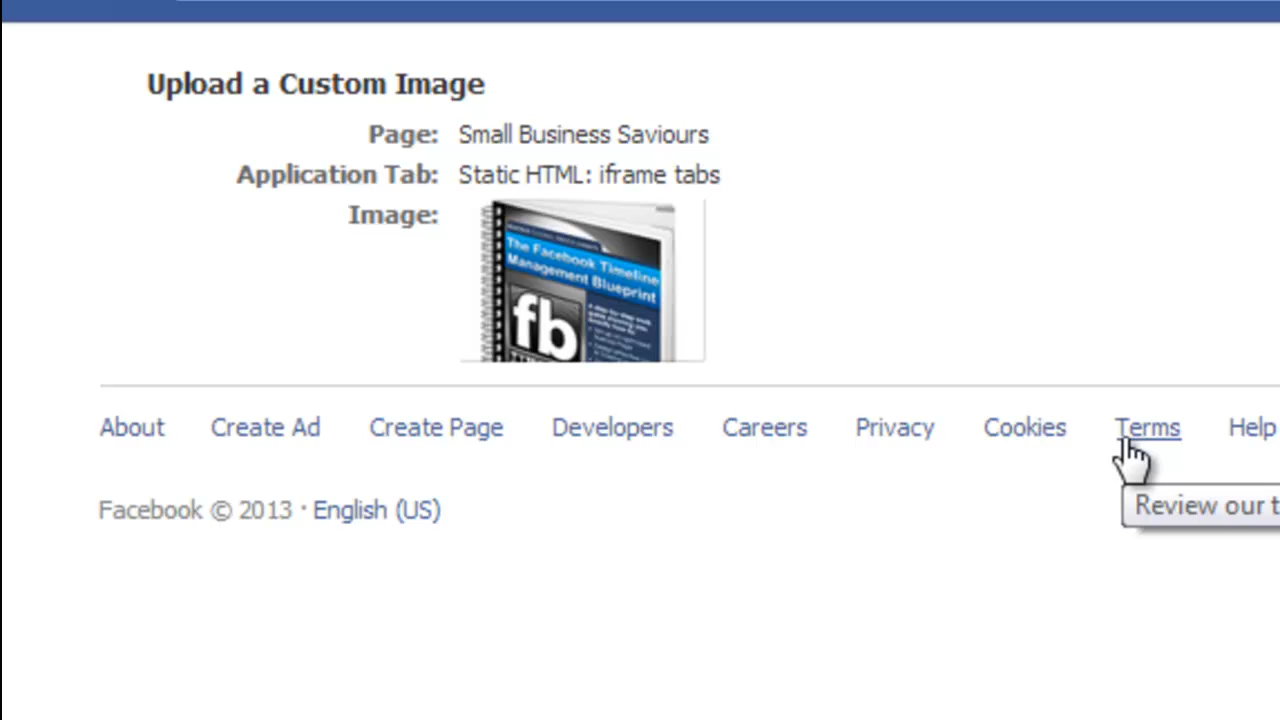 Upload a Custom Image
Page: Small Business Saviours
Application Tab: Static HTML: iframe tabs
Image:
The Facebook Timeline
Management Blueprint
fb
About Create Ad Create Page Developers Careers Privacy Cookies Terms Help
Review our t
Facebook © 2013 · English (US)